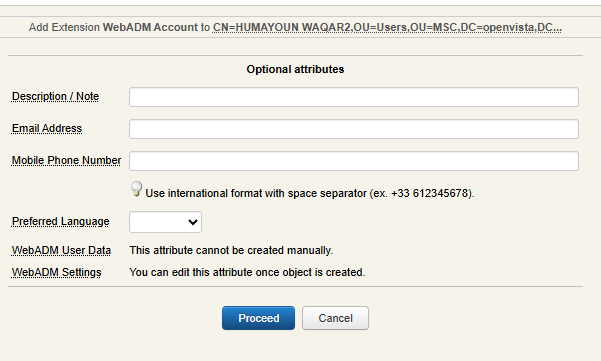 Add Extension WebADM Account to CN=HUMAYOUN WAQAR2,OU=Users,OU=MSC,DC=openvista,DC...
Optional attributes
Description / Note
Email Address
Mobile Phone Number
Use international format with space separator (ex. +33 612345678).
Preferred Language
WebADM User Data This attribute cannot be created manually.
WebADM Settings You can edit this attribute once object is created.
Proceed Cancel